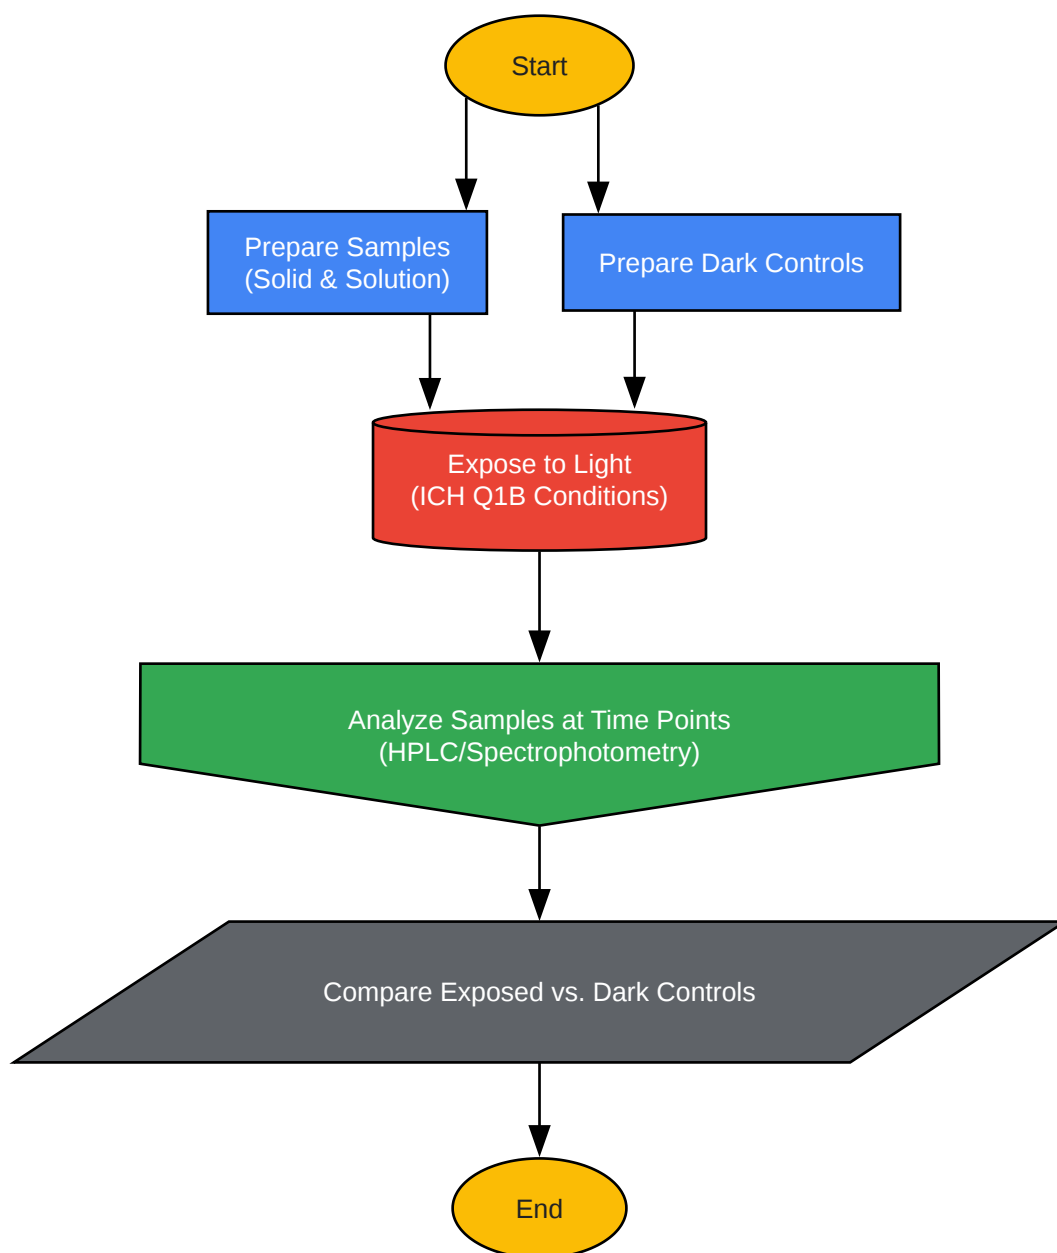 Start
Prepare Samples
(Solid & Solution)
Prepare Dark Controls
Expose to Light
(ICH Q1B Conditions)
Analyze Samples at Time Points
(HPLC/Spectrophotometry)
Compare Exposed vs. Dark Controls
End